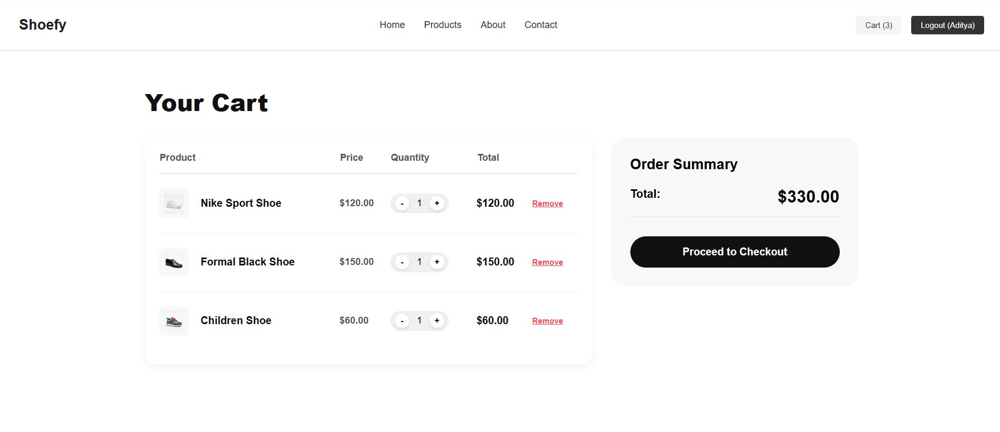 Shoefy Home Products About Contact Cart (3) Logout (Aditya)
Your Cart
Product Price Quantity Total
Nike Sport Shoe $120.00 - 1 + $120.00 Remove
Formal Black Shoe $150.00 - 1 + $150.00 Remove
Children Shoe $60.00 - 1 + $60.00 Remove
Order Summary
Total: $330.00
Proceed to Checkout